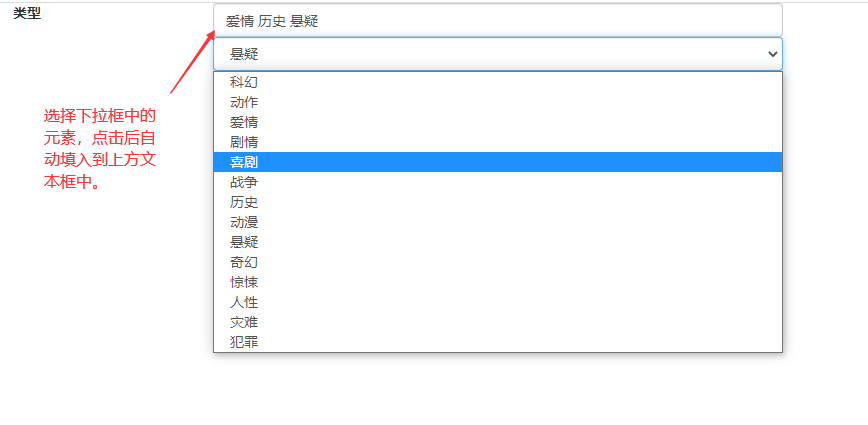 类型
爱情 历史 悬疑
悬疑
科幻
动作
爱情
剧情
喜剧
战争
历史
动漫
悬疑
奇幻
惊悚
人性
灾难
犯罪
选择下拉框中的
元素，点击后自
动填入到上方文
本框中。